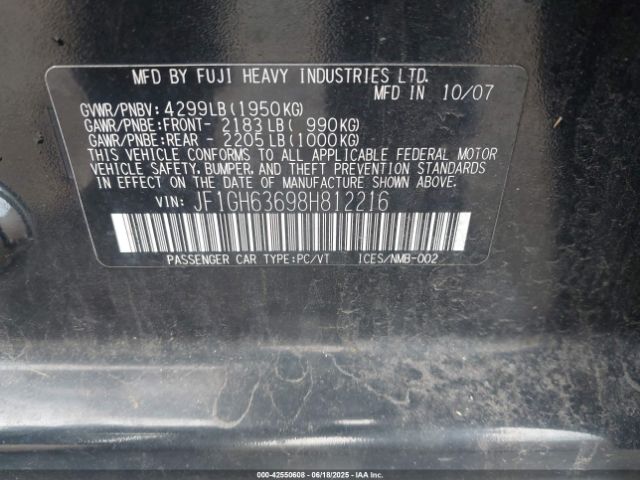 MFD BY FUJI HEAVY INDUSTRIES LTD.
MFD IN 10/07
GVWR/PNBV: 4299LB(1950KG)
GAWR/PNBE:FRONT- 2183LB( 990KG)
GAWR/PNBE:REAR - 2205LB(1000KG)
THIS VEHICLE CONFORMS TO ALL APPLICABLE FEDERAL MOTOR
VEHICLE SAFETY, BUMPER, AND THEFT PREVENTION STANDARDS
IN EFFECT ON THE DATE OF MANUFACTURE SHOWN ABOVE.
VIN: JF1GH63698H812216
PASSENGER CAR TYPE:PC/VT ICES/NMB-002
000-42550608 - 06/18/2025 - IAAI, Inc.